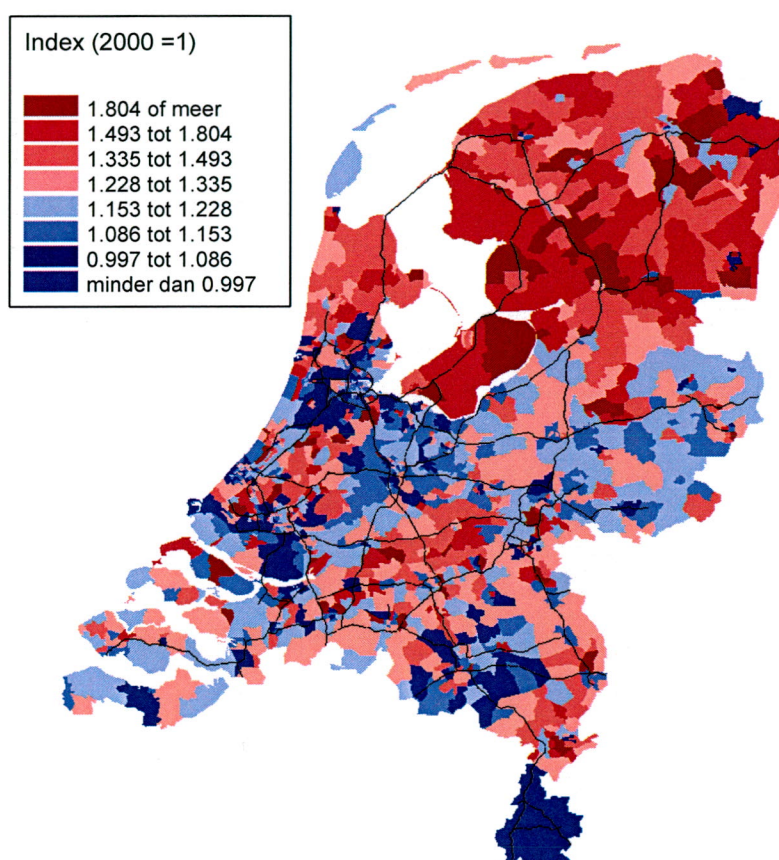 Index (2000 =1)
1.804 of meer
1.493 tot 1.804
1.335 tot 1.493
1.228 tot 1.335
1.153 tot 1.228
1.086 tot 1.153
0.997 tot 1.086
minder dan 0.997